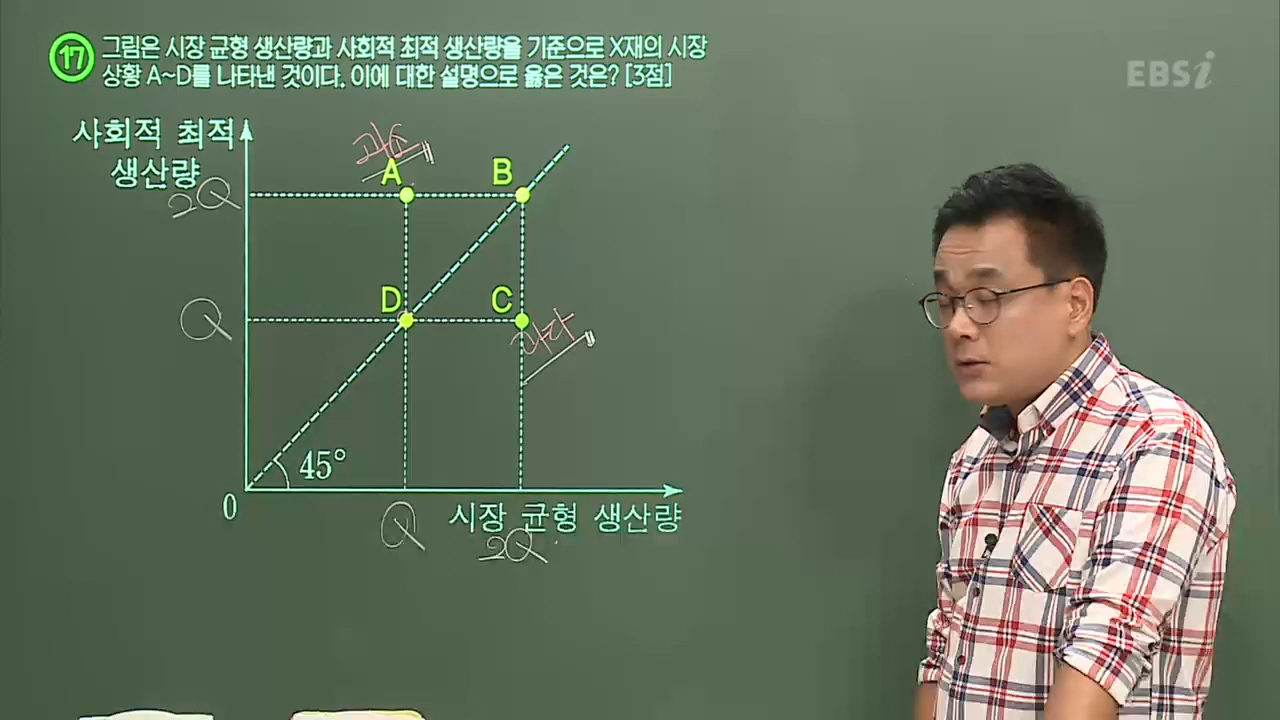 17 그림은 시장 균형 생산량과 사회적 최적 생산량을 기준으로 X재의 시장
상황 A~D를 나타낸 것이다. 이에 대한 설명으로 옳은 것은? [3점]
EBSi
사회적 최적
생산량
과소
A
B
2Q
D
C
Q
과다
45°
0
시장 균형 생산량
Q
2Q